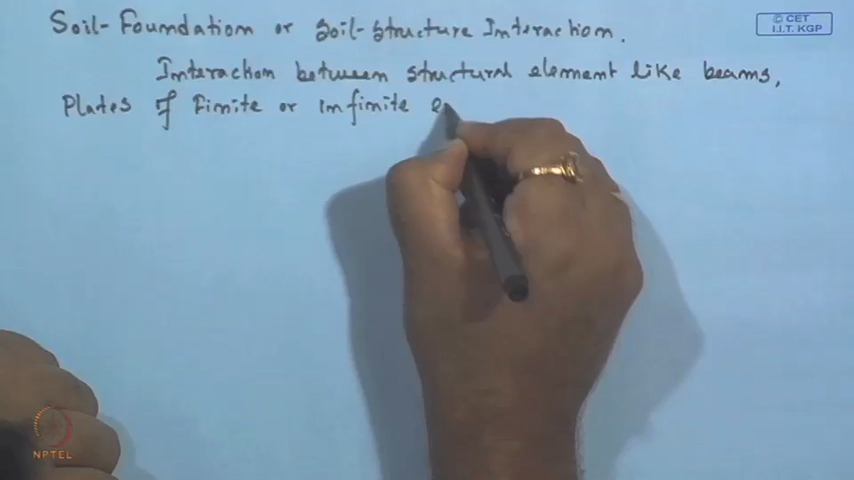 Soil-Foundation or Soil-Structure Interaction.
© CET
I.I.T. KGP
Interaction between structural element like beams,
Plates of Finite or Infinite e
NPTEL